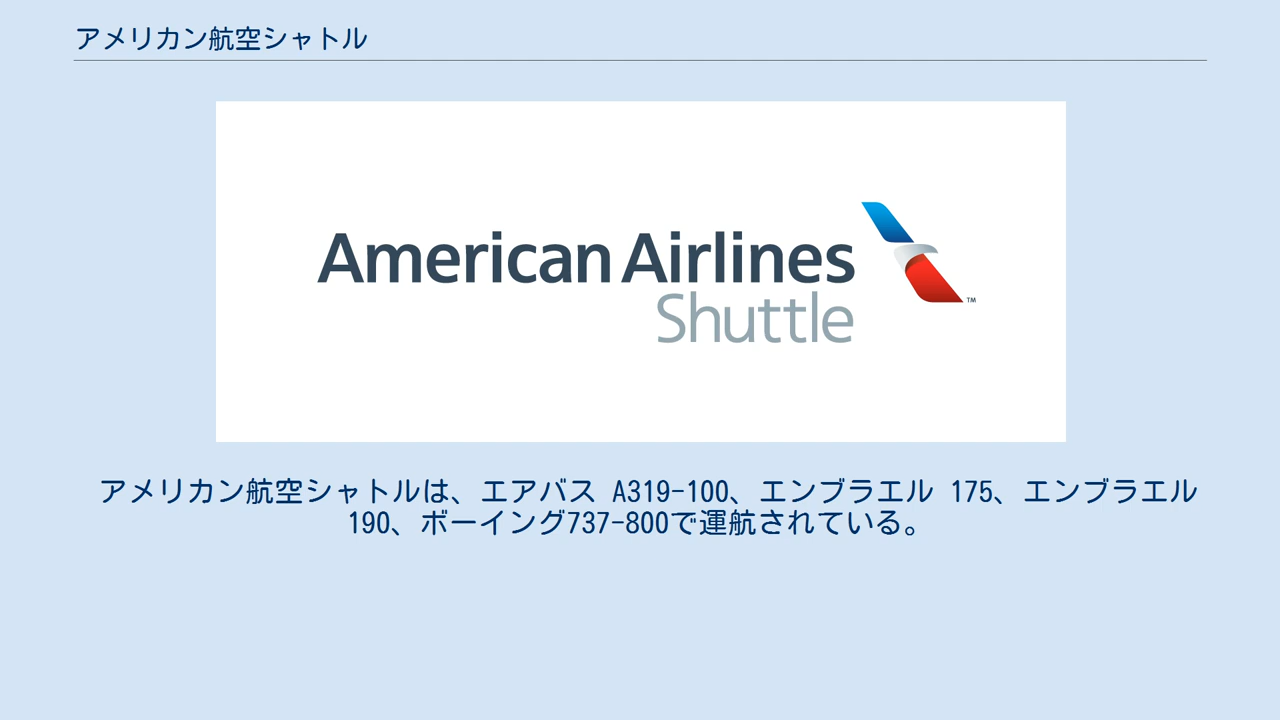 アメリカン航空シャトル
American Airlines
Shuttle
TM
アメリカン航空シャトルは、エアバス A319-100、エンブラエル 175、エンブラエル
190、ボーイング737-800で運航されている。